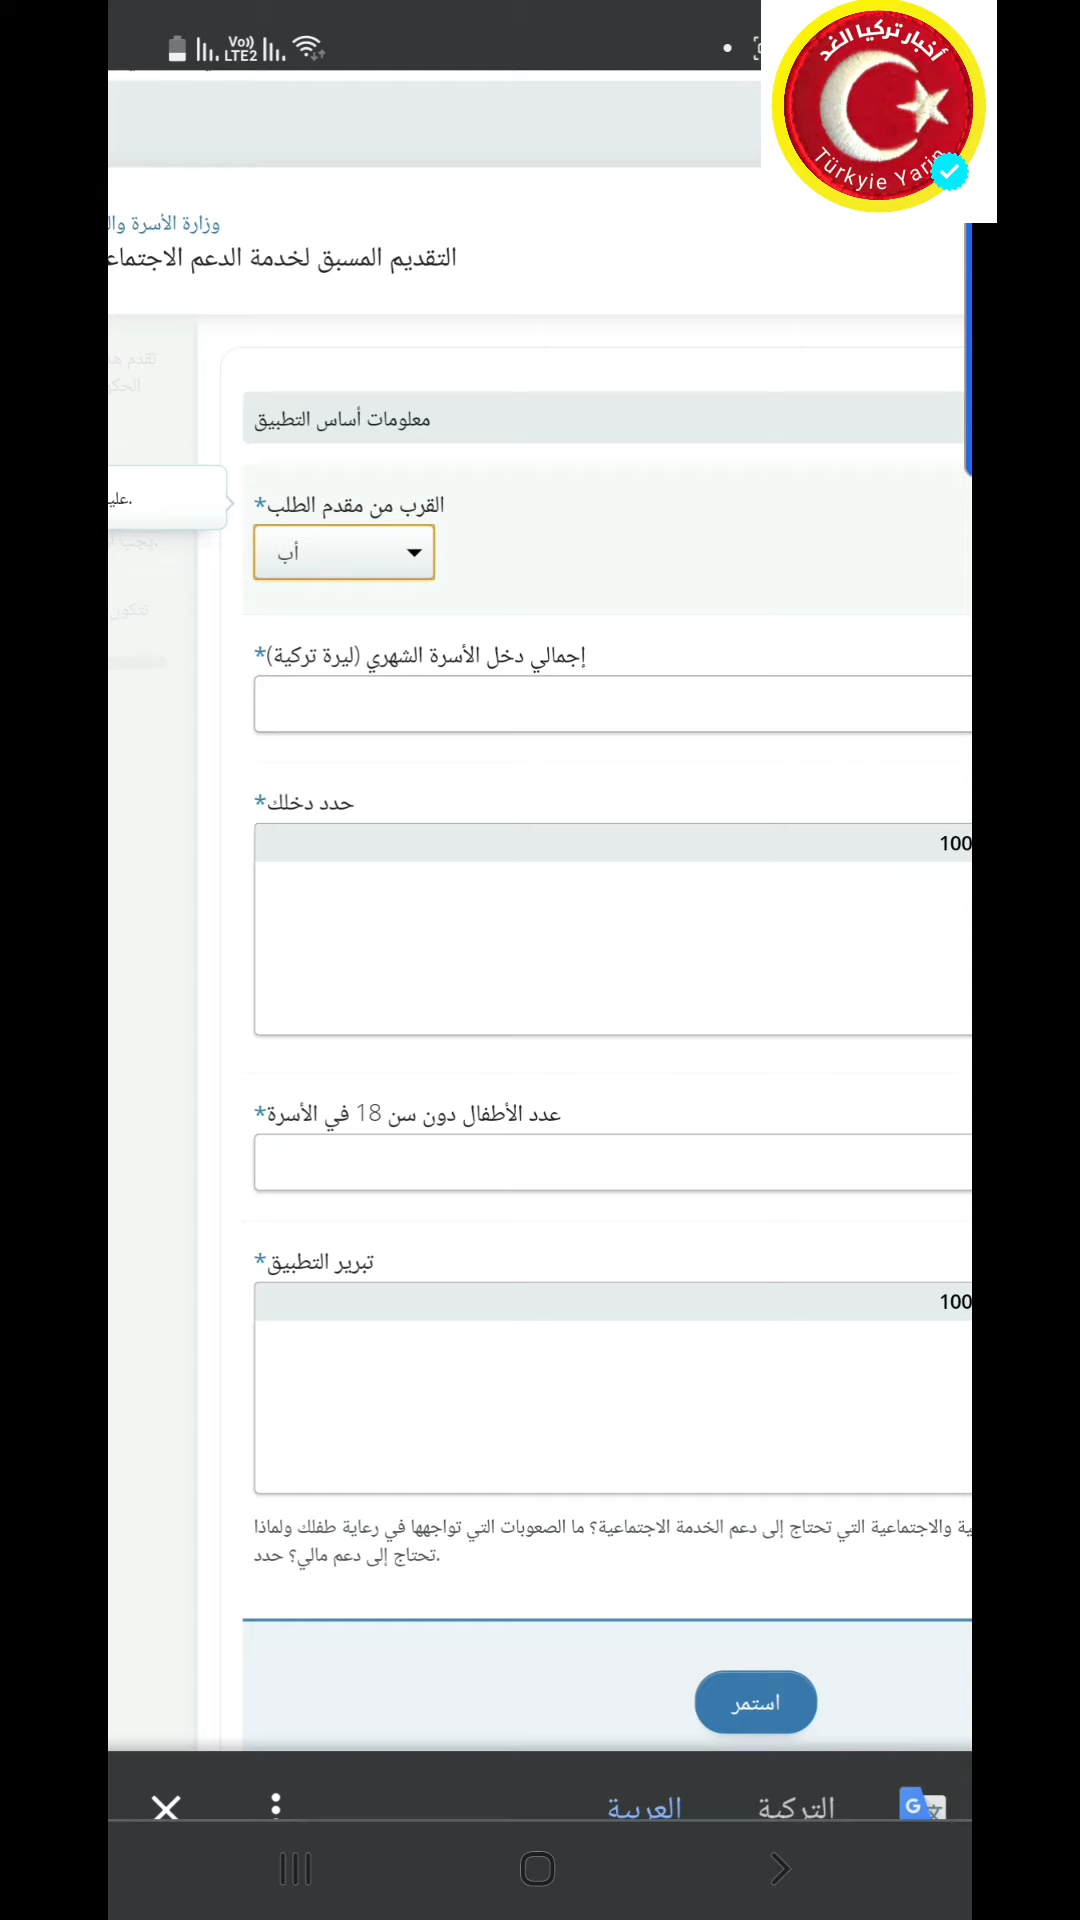 Vo)) LTE2
أخبار تركيا الغد
Türkyie Yarin
وزارة الأسرة
التقديم المسبق لخدمة الدعم
تقدم
معلومات أساس التطبيق
القرب من مقدم الطلب*
أب
إجمالي دخل الأسرة الشهري (ليرة تركية)*
حدد دخلك*
100
عدد الأطفال دون سن 18 في الأسرة*
تبرير التطبيق*
100
والاجتماعية التي تحتاج إلى دعم الخدمة الاجتماعية؟ ما الصعوبات التي تواجهها في رعاية طفلك ولماذا
تحتاج إلى دعم مالي؟ حدد.
استمر
العربية
التركية
G